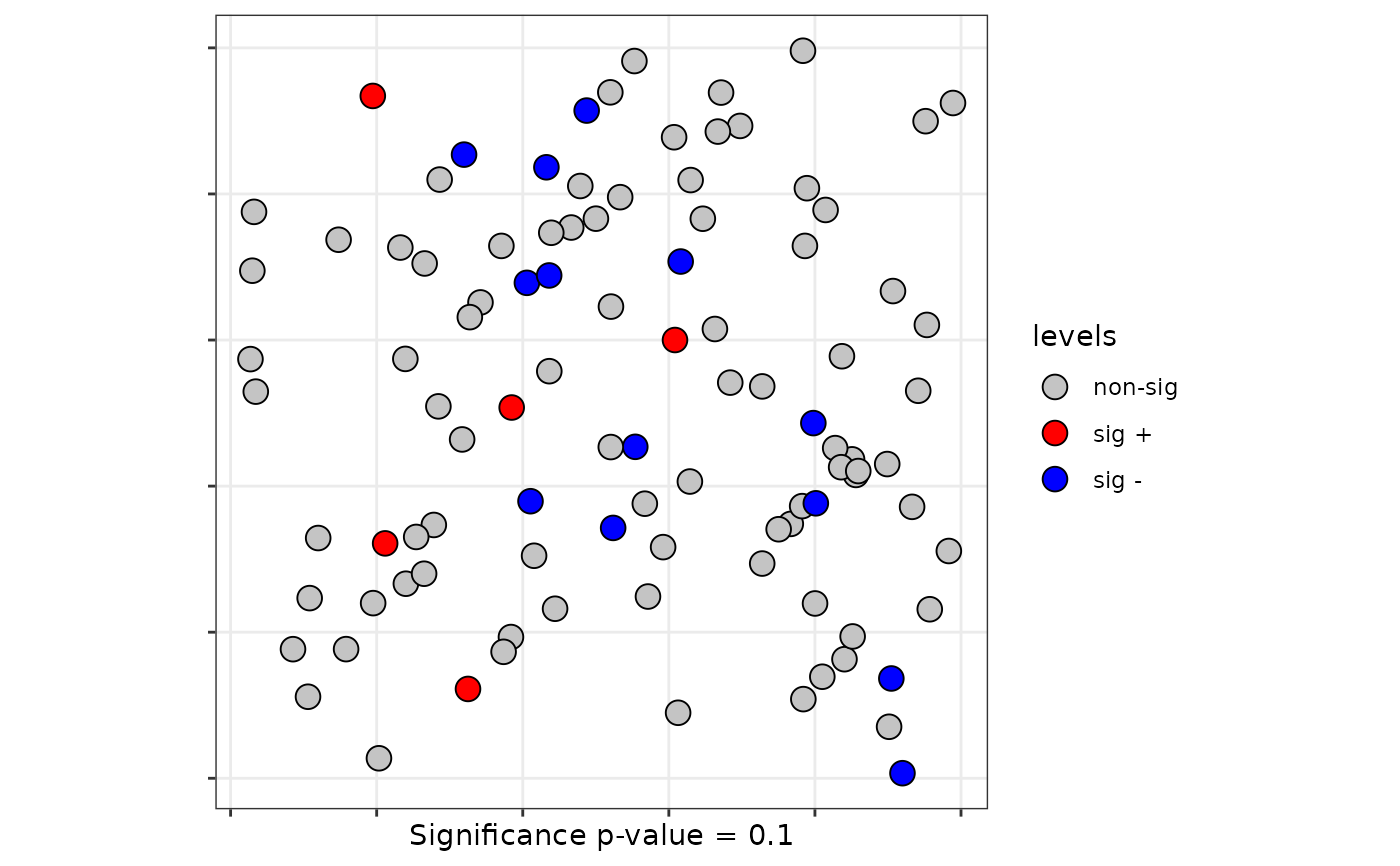 levels
non-sig
sig +
sig -
Significance p-value = 0.1